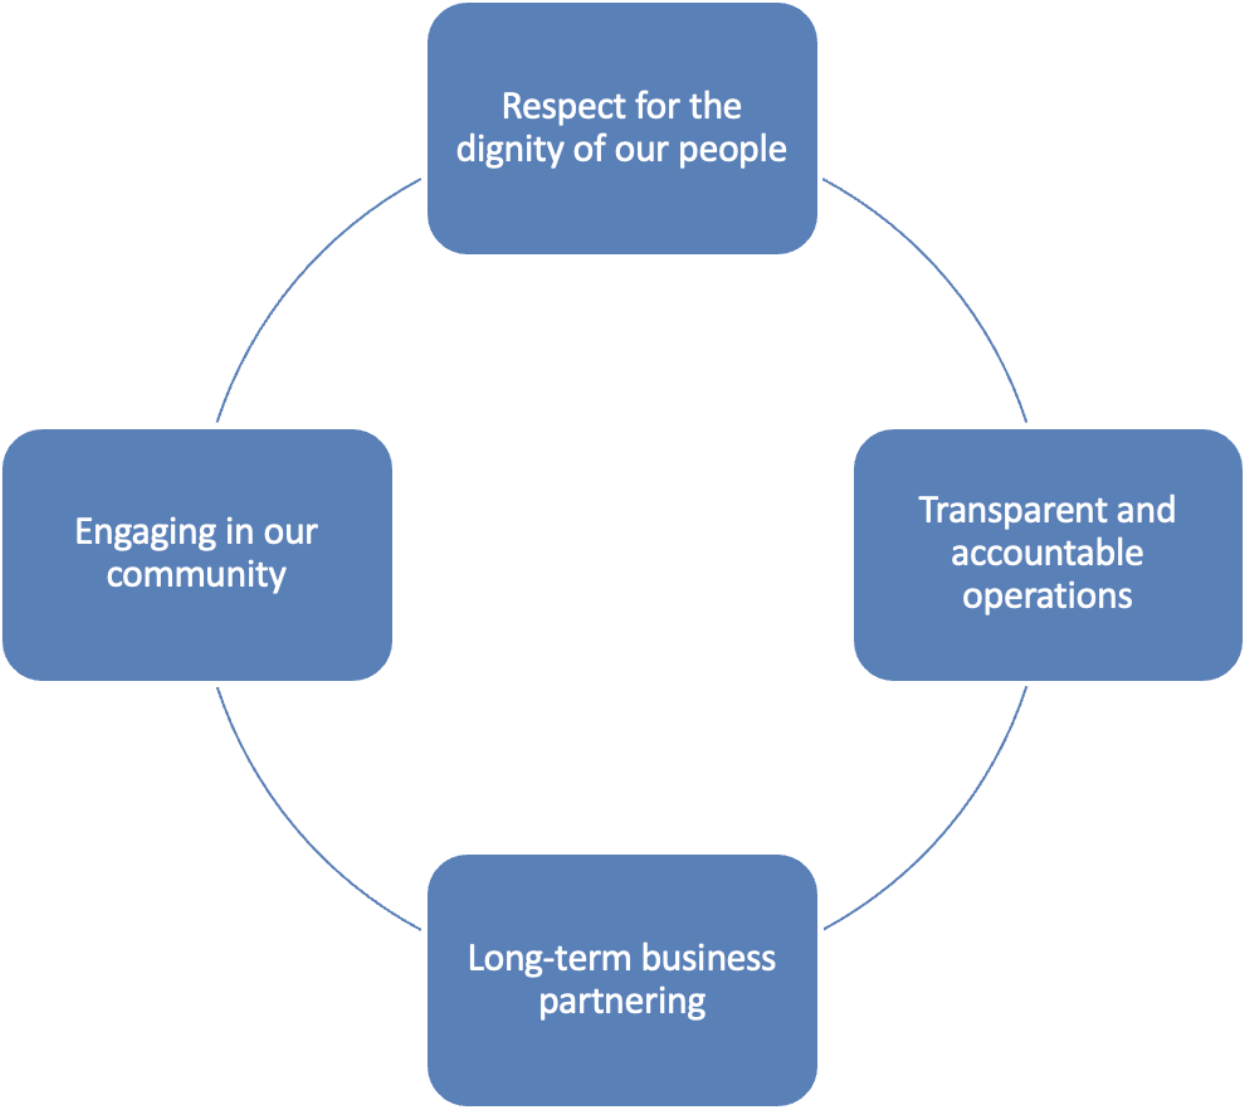 Respect for the
dignity of our people
Transparent and
accountable
operations
Long-term business
partnering
Engaging in our
community